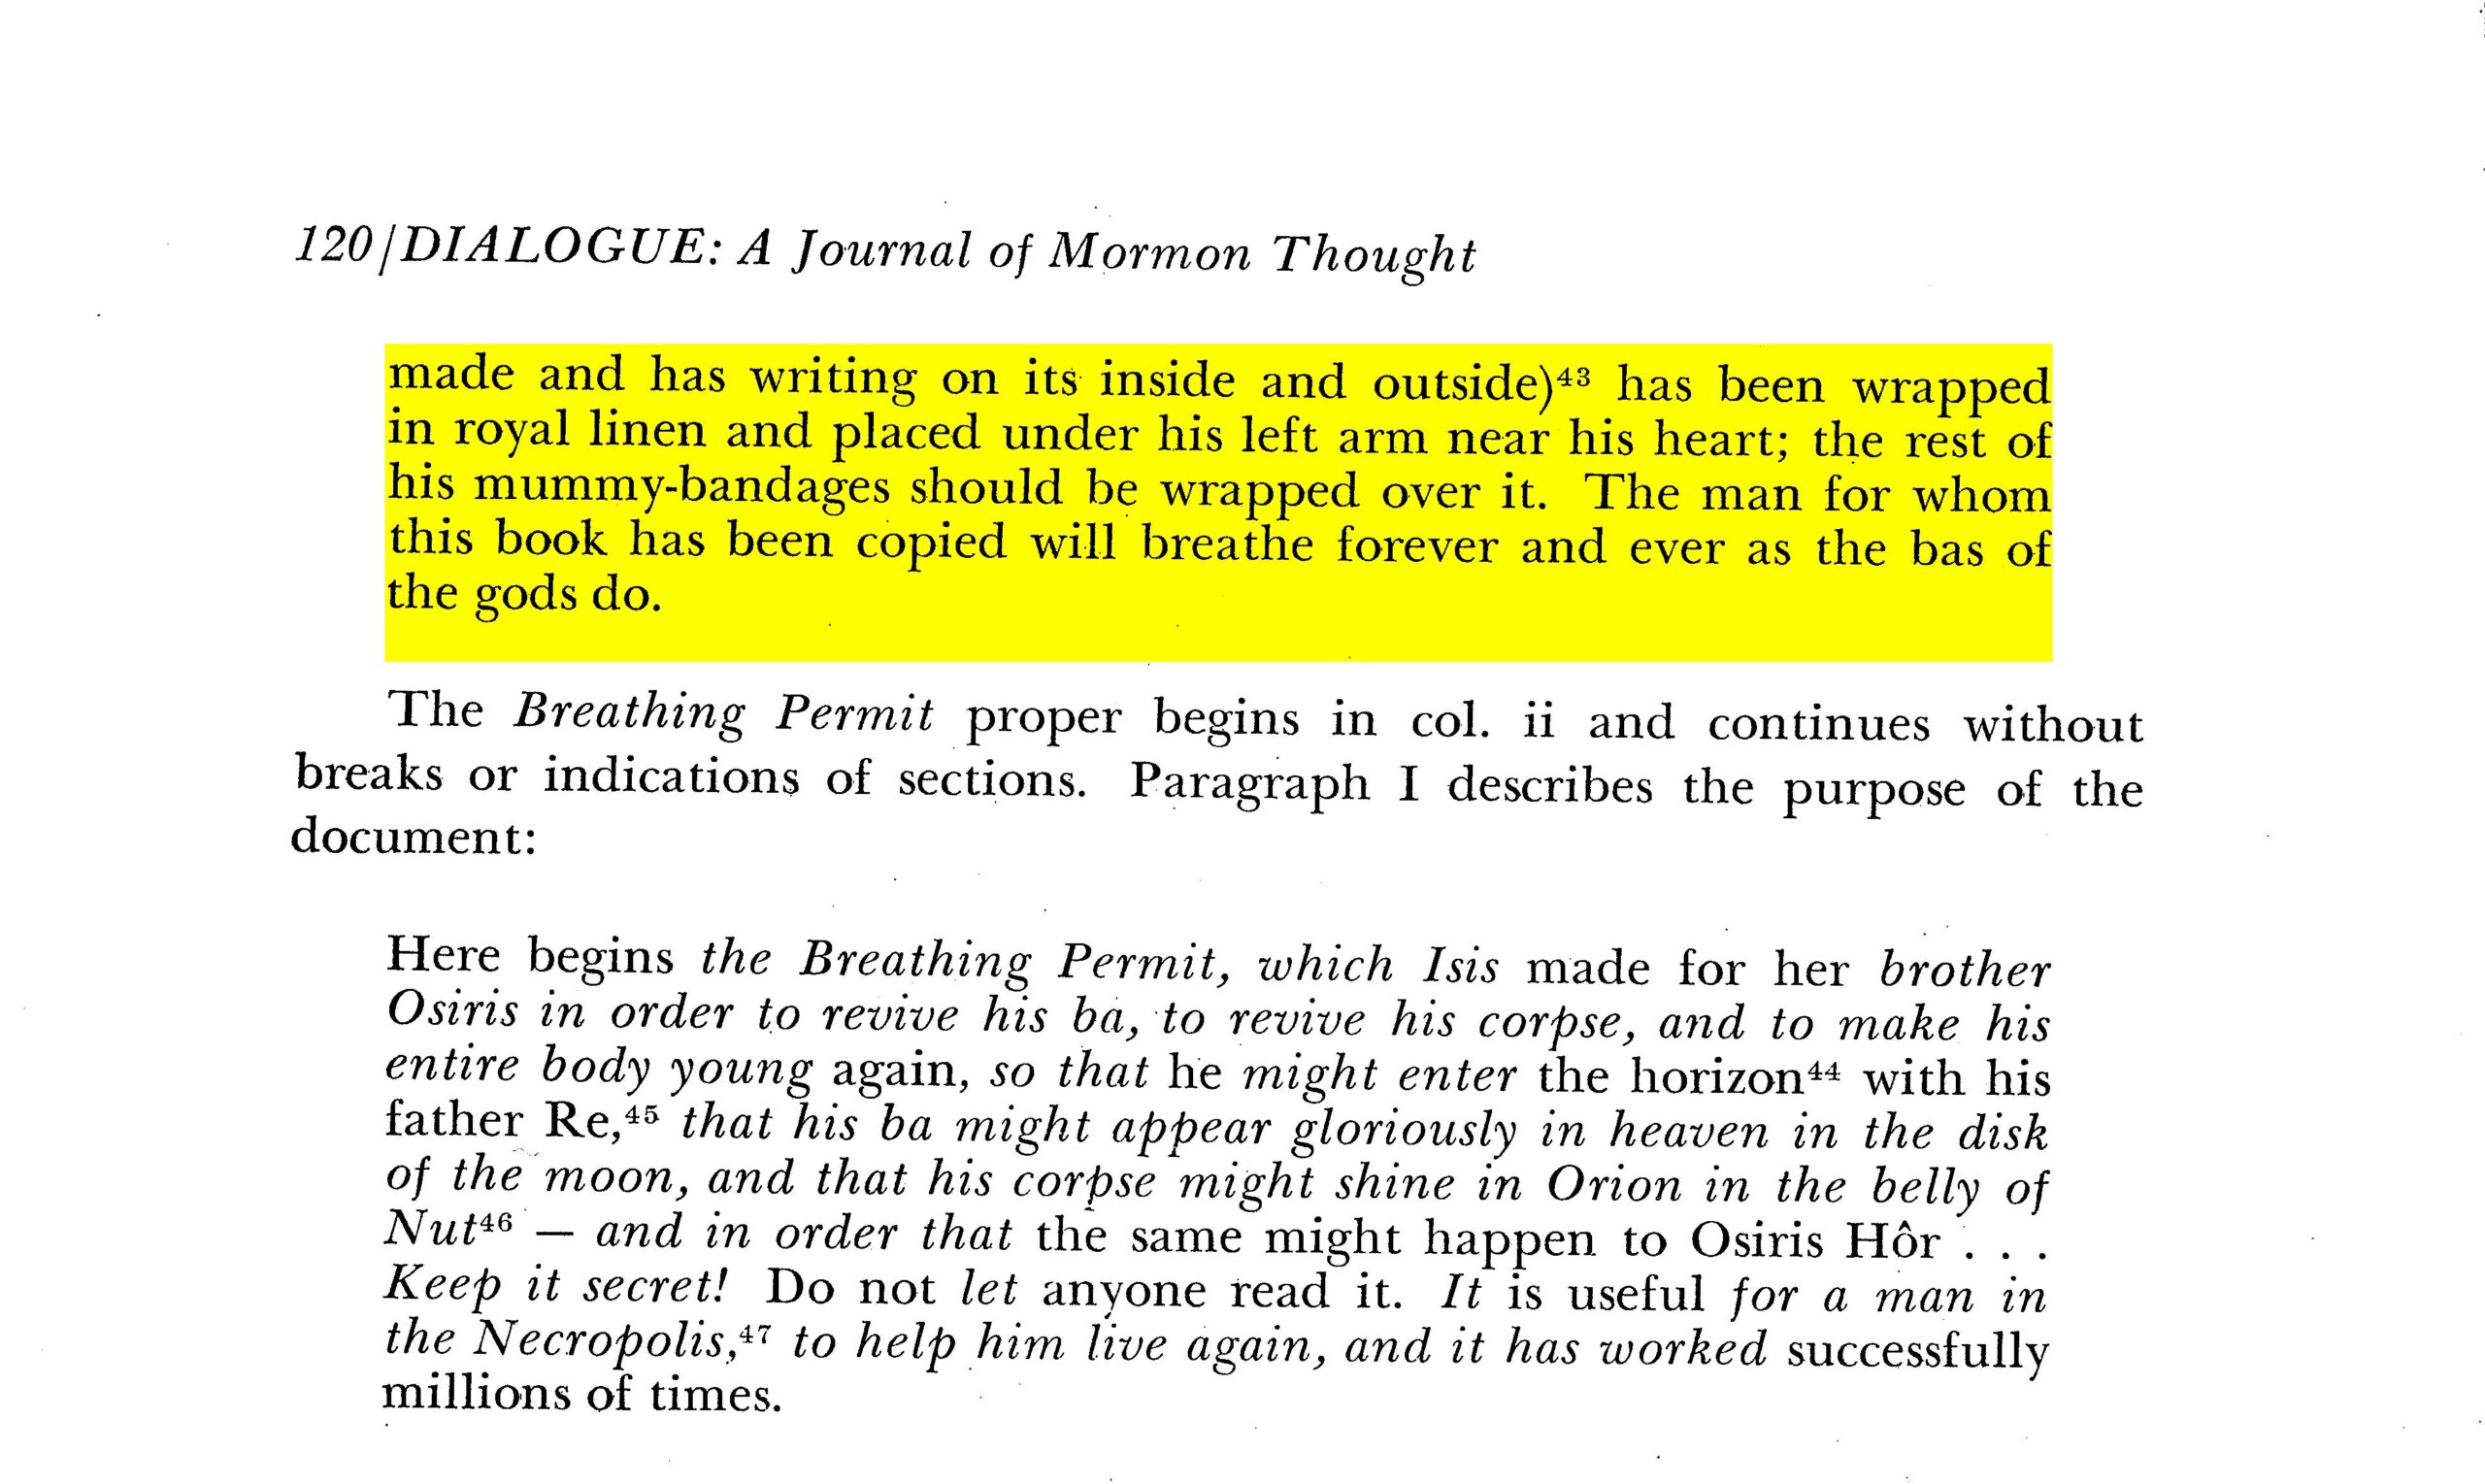 120/DIALOGUE: A Journal of Mormon Thought
made and has writing on its inside and outside)⁴³ has been wrapped
in royal linen and placed under his left arm near his heart; the rest of
his mummy-bandages should be wrapped over it. The man for whom
this book has been copied will breathe forever and ever as the bas of
the gods do.
The Breathing Permit proper begins in col. ii and continues without
breaks or indications of sections. Paragraph I describes the purpose of the
document:
Here begins the Breathing Permit, which Isis made for her brother
Osiris in order to revive his ba, to revive his corpse, and to make his
entire body young again, so that he might enter the horizon⁴⁴ with his
father Re,⁴⁵ that his ba might appear gloriously in heaven in the disk
of the moon, and that his corpse might shine in Orion in the belly of
Nut⁴⁶ — and in order that the same might happen to Osiris Hôr . . .
Keep it secret! Do not let anyone read it. It is useful for a man in
the Necropolis,⁴⁷ to help him live again, and it has worked successfully
millions of times.